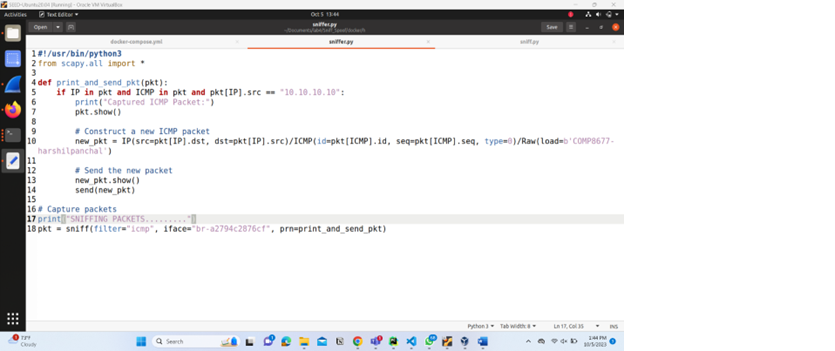 SEED-Ubuntu20.04 [Running] - Oracle VM VirtualBox
Activities Text Editor Oct 5 13:44
Open sniffer.py Save
docker-compose.yml sniffer.py sniff.py
1 #!/usr/bin/python3
2 from scapy.all import *
3
4 def print_and_send_pkt(pkt):
5 if IP in pkt and ICMP in pkt and pkt[IP].src == "10.10.10.10":
6 print("Captured ICMP Packet:")
7 pkt.show()
8
9 # Construct a new ICMP packet
10 new_pkt = IP(src=pkt[IP].dst, dst=pkt[IP].src)/ICMP(id=pkt[ICMP].id, seq=pkt[ICMP].seq, type=0)/Raw(load=b'COMP8677-
harshilpanchal')
11
12 # Send the new packet
13 new_pkt.show()
14 send(new_pkt)
15
16 # Capture packets
17 print("SNIFFING PACKETS.........")
18 pkt = sniff(filter="icmp", iface="br-a2794c2876cf", prn=print_and_send_pkt)
Python 3 Tab Width: 8 Ln 17, Col 35 INS
73°F
Cloudy
Search
1:44 PM
10/5/2023